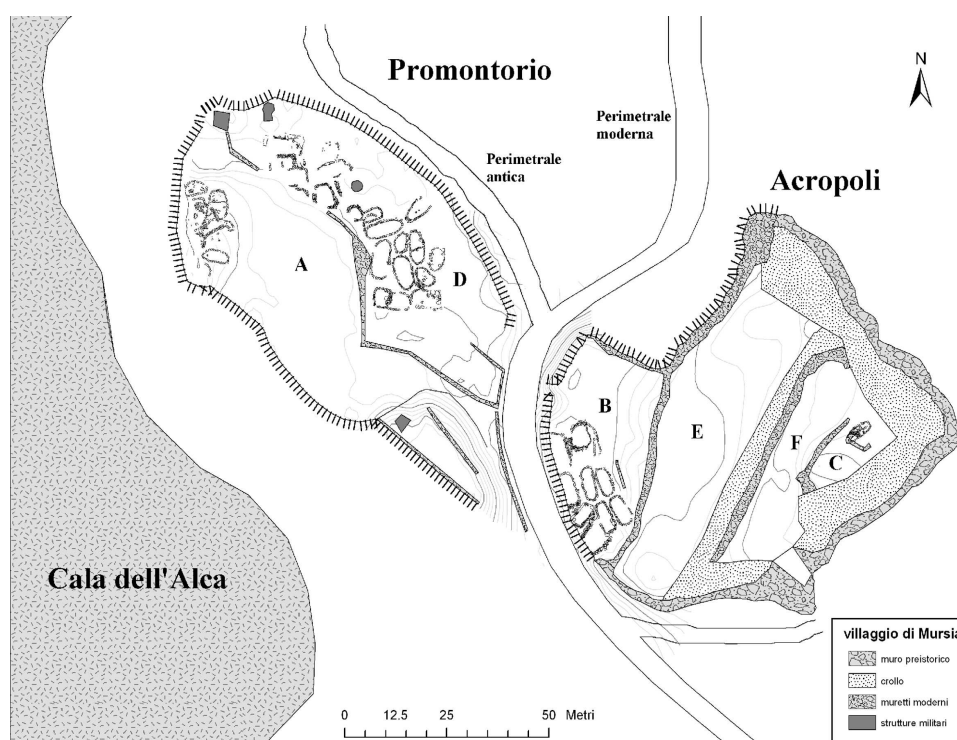 Promontorio
N
Perimetrale
moderna
Perimetrale
antica
Acropoli
A
D
B
E
F
C
Cala dell'Alca
villaggio di Mursia
muro preistorico
crollo
muretti moderni
strutture militari
0 12.5 25 50 Metri